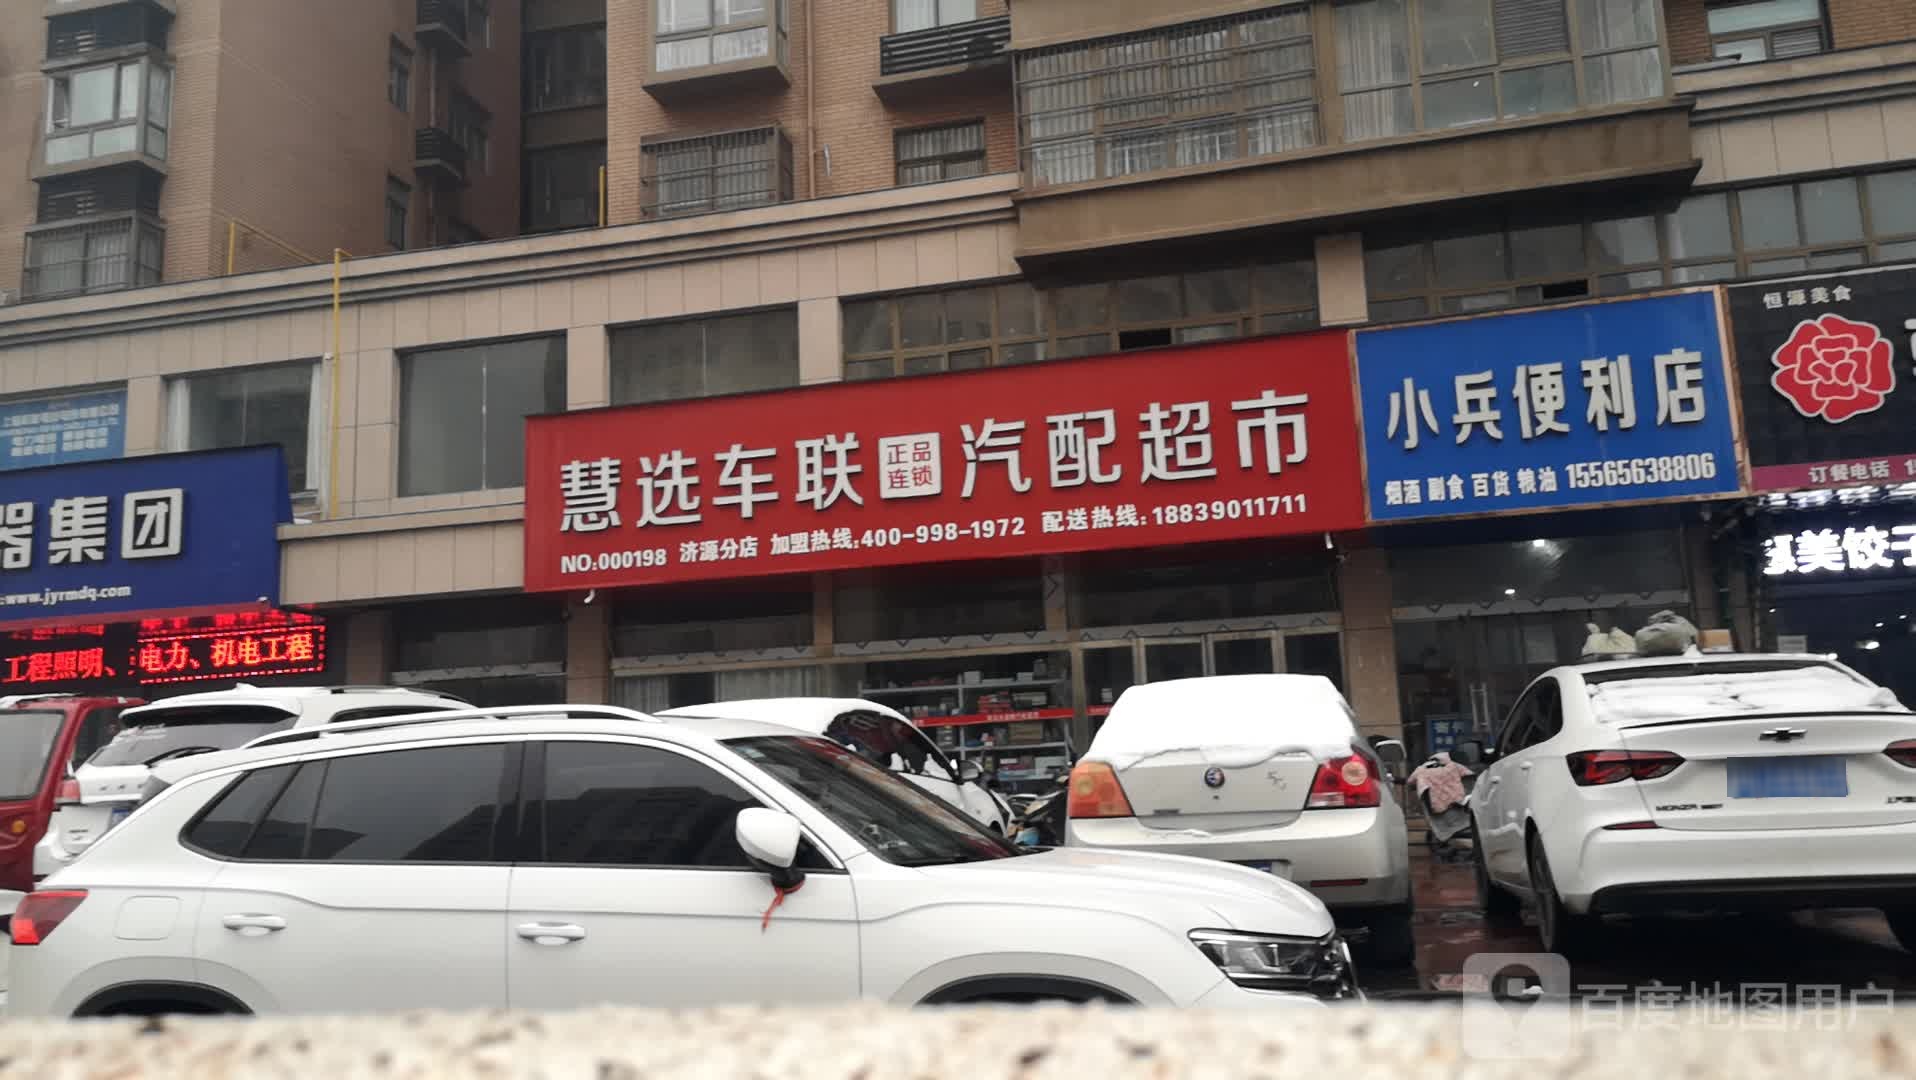 器集团
www.jyrmdq.com
工程照明、
电力、机电工程
慧选车联 正品连锁 汽配超市
NO:000198 济源分店 加盟热线:400-998-1972 配送热线:18839011711
小兵便利店
烟酒 副食 百货 粮油 15565638806
恒源美食
订餐电话
美饺子
MONZA
百度地图用户